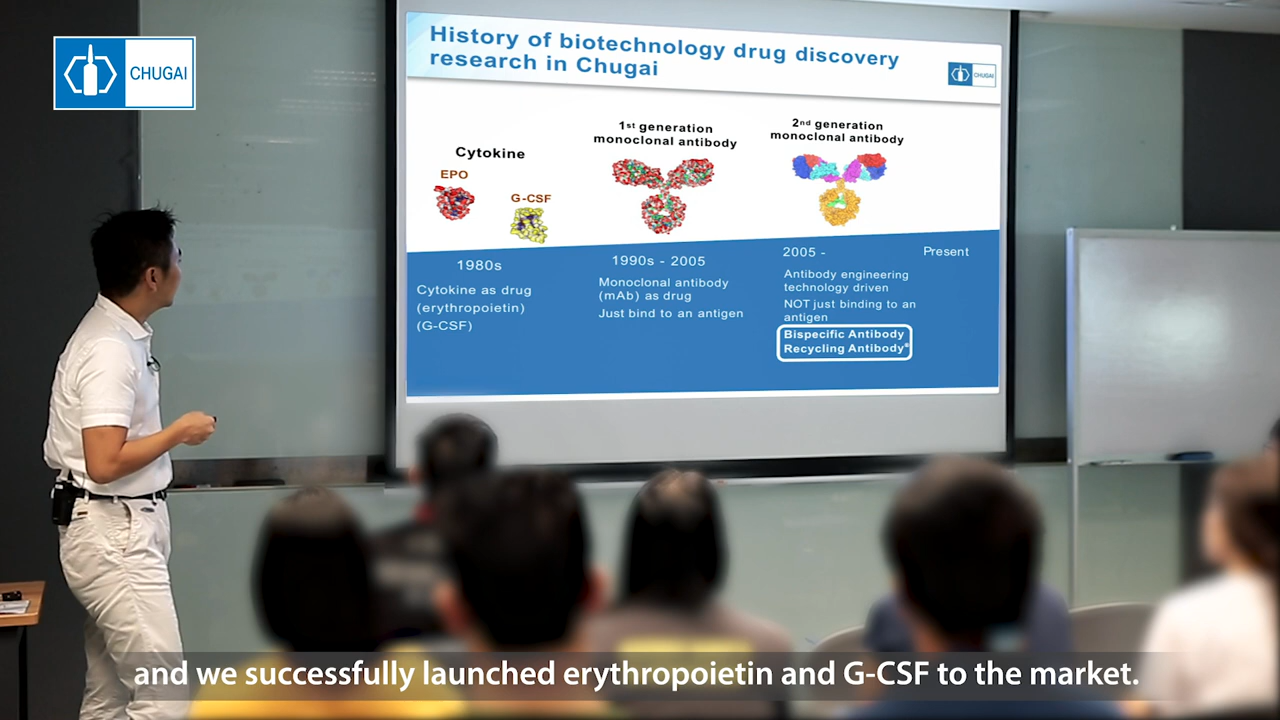 CHUGAI
History of biotechnology drug discovery
research in Chugai
CHUGAI
Cytokine
EPO
G-CSF
1st generation
monoclonal antibody
2nd generation
monoclonal antibody
1980s
Cytokine as drug
(erythropoietin)
(G-CSF)
1990s - 2005
Monoclonal antibody
(mAb) as drug
Just bind to an antigen
2005 -
Present
Antibody engineering
technology driven
NOT just binding to an
antigen
Bispecific Antibody
Recycling Antibody®
and we successfully launched erythropoietin and G-CSF to the market.